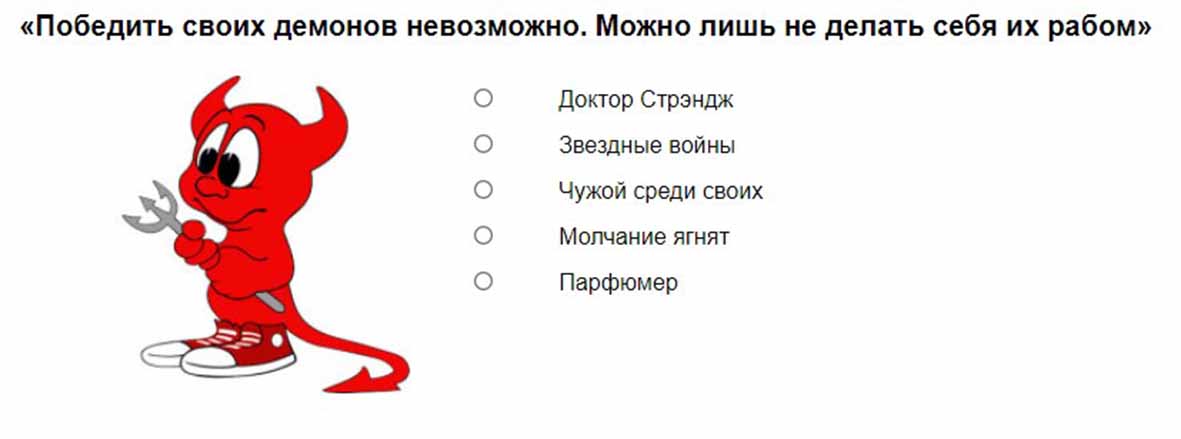 «Победить своих демонов невозможно. Можно лишь не делать себя их рабом»
Доктор Стрэндж
Звездные войны
Чужой среди своих
Молчание ягнят
Парфюмер